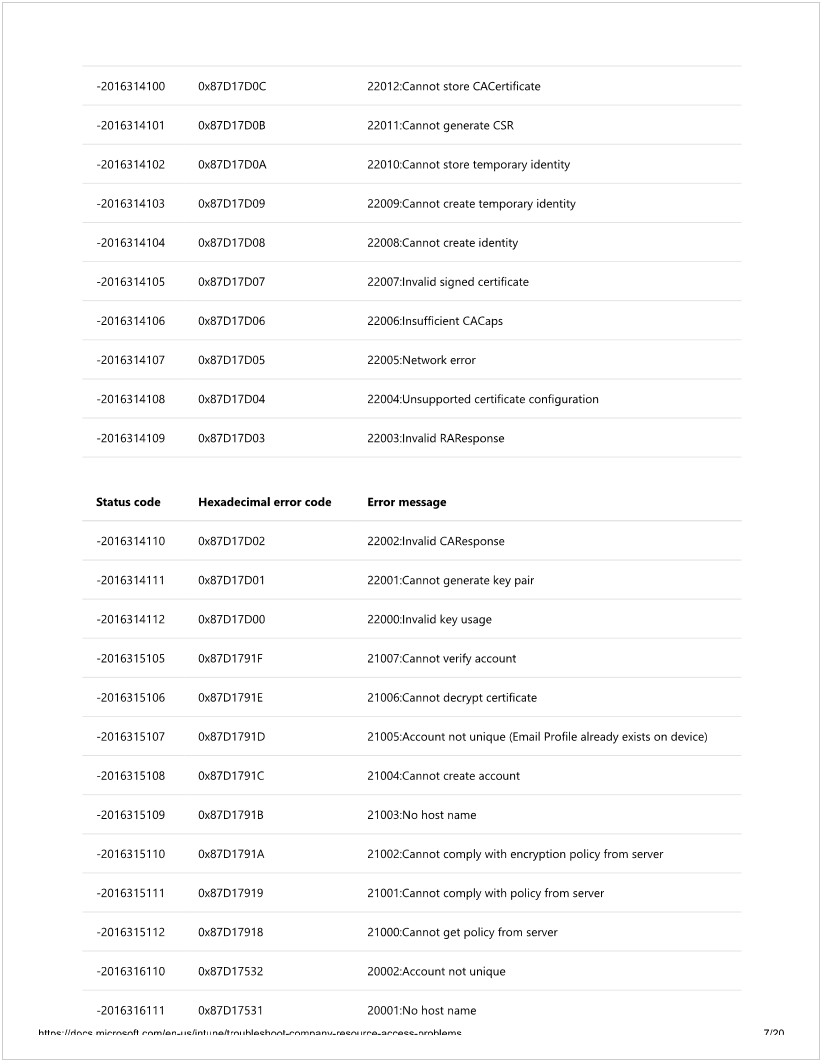 -2016314100 0x87D17D0C 22012:Cannot store CACertificate
-2016314101 0x87D17D0B 22011:Cannot generate CSR
-2016314102 0x87D17D0A 22010:Cannot store temporary identity
-2016314103 0x87D17D09 22009:Cannot create temporary identity
-2016314104 0x87D17D08 22008:Cannot create identity
-2016314105 0x87D17D07 22007:Invalid signed certificate
-2016314106 0x87D17D06 22006:Insufficient CACaps
-2016314107 0x87D17D05 22005:Network error
-2016314108 0x87D17D04 22004:Unsupported certificate configuration
-2016314109 0x87D17D03 22003:Invalid RAResponse
Status code Hexadecimal error code Error message
-2016314110 0x87D17D02 22002:Invalid CAResponse
-2016314111 0x87D17D01 22001:Cannot generate key pair
-2016314112 0x87D17D00 22000:Invalid key usage
-2016315105 0x87D1791F 21007:Cannot verify account
-2016315106 0x87D1791E 21006:Cannot decrypt certificate
-2016315107 0x87D1791D 21005:Account not unique (Email Profile already exists on device)
-2016315108 0x87D1791C 21004:Cannot create account
-2016315109 0x87D1791B 21003:No host name
-2016315110 0x87D1791A 21002:Cannot comply with encryption policy from server
-2016315111 0x87D17919 21001:Cannot comply with policy from server
-2016315112 0x87D17918 21000:Cannot get policy from server
-2016316110 0x87D17532 20002:Account not unique
-2016316111 0x87D17531 20001:No host name
https://docs.microsoft.com/en-us/intune/troubleshoot-company-resource-access-problems 7/20